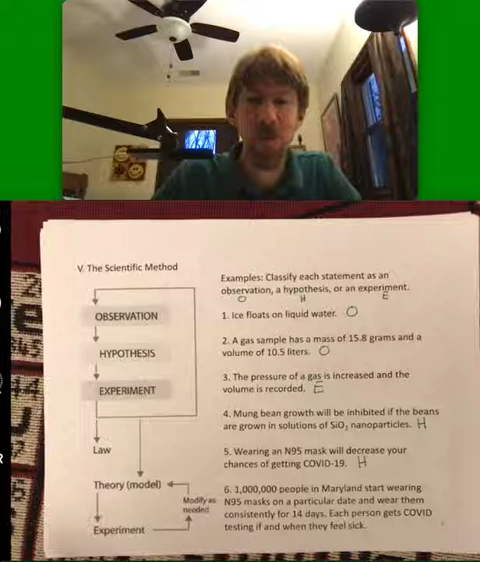 V. The Scientific Method
OBSERVATION
HYPOTHESIS
EXPERIMENT
Law
Theory (model)
Modify as
needed
Experiment
Examples: Classify each statement as an
observation, a hypothesis, or an experiment.
O H E
1. Ice floats on liquid water. O
2. A gas sample has a mass of 15.8 grams and a
volume of 10.5 liters. O
3. The pressure of a gas is increased and the
volume is recorded. E
4. Mung bean growth will be inhibited if the beans
are grown in solutions of SiO₂ nanoparticles. H
5. Wearing an N95 mask will decrease your
chances of getting COVID-19. H
6. 1,000,000 people in Maryland start wearing
N95 masks on a particular date and wear them
consistently for 14 days. Each person gets COVID
testing if and when they feel sick.